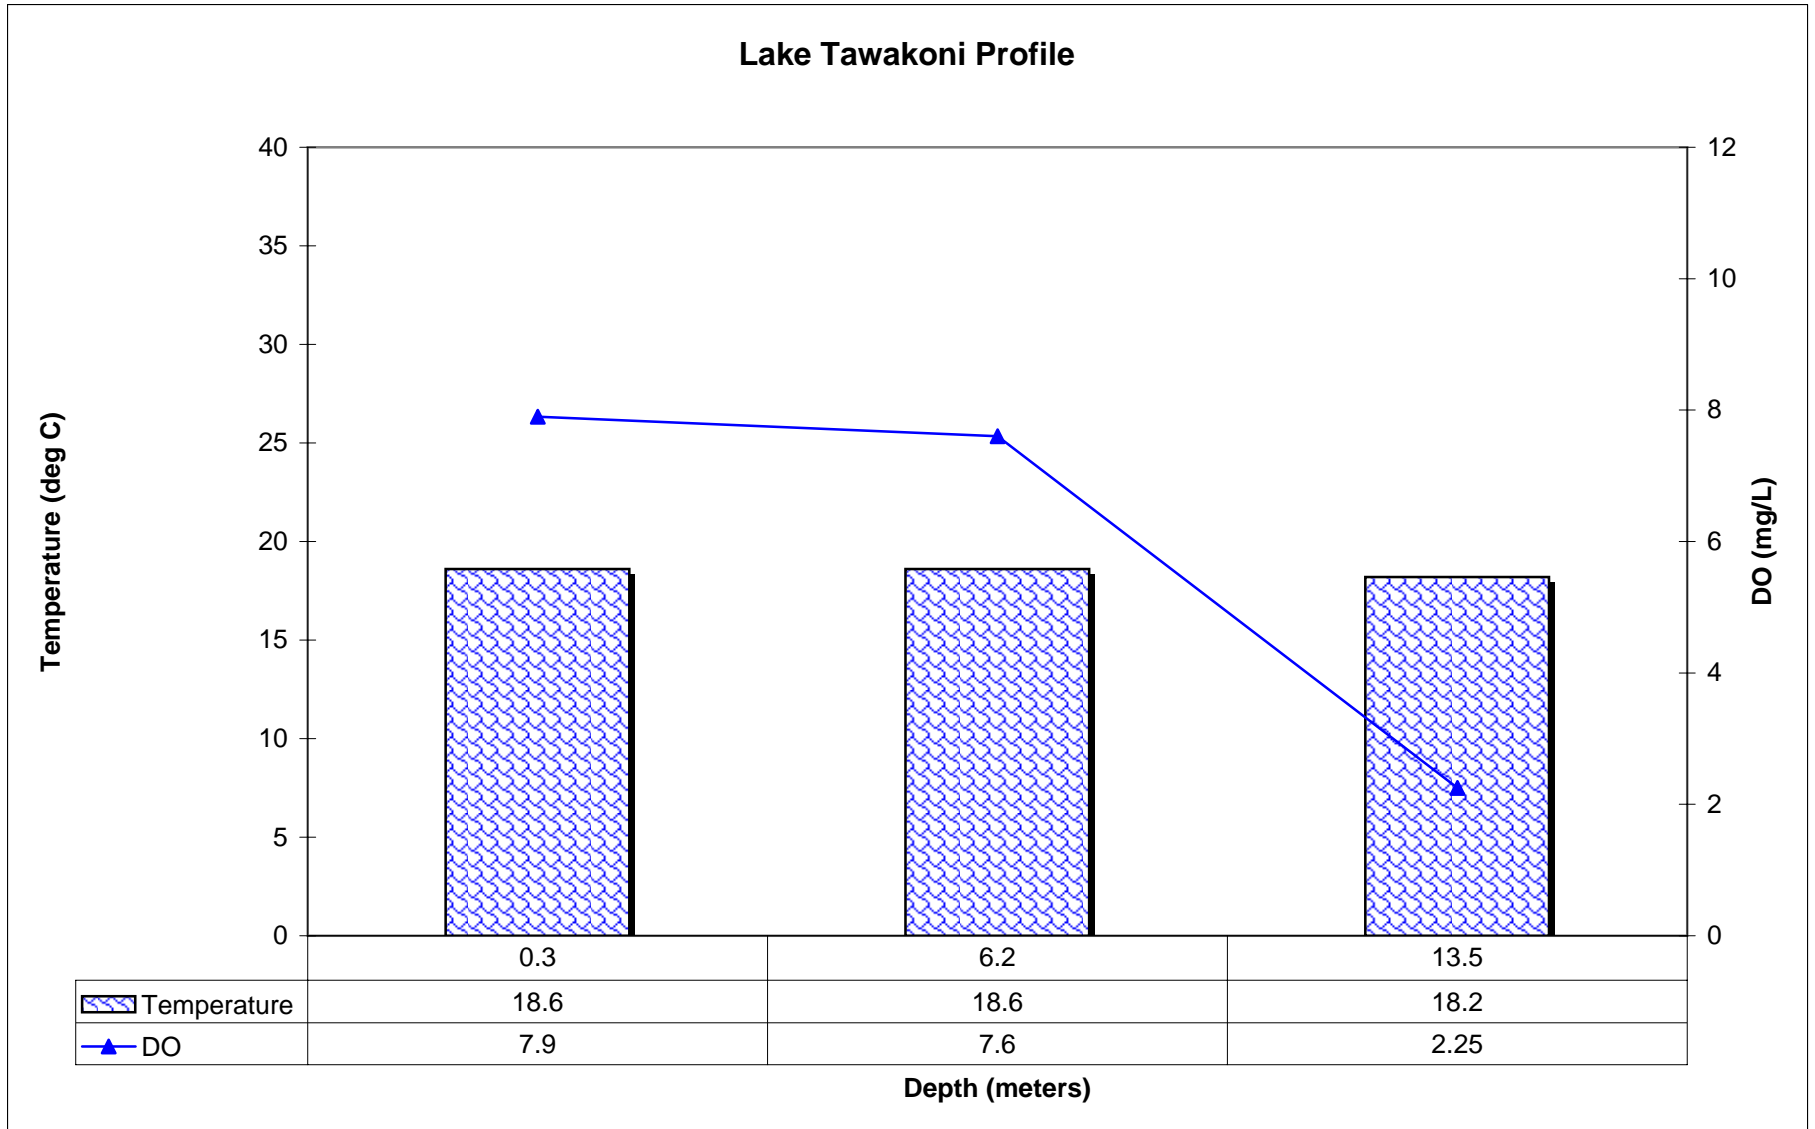 Lake Tawakoni Profile
40
35
30
25
20
15
10
5
0
Temperature (deg C)
12
10
8
6
4
2
0
DO (mg/L)
0.3 6.2 13.5
Temperature 18.6 18.6 18.2
DO 7.9 7.6 2.25
Depth (meters)